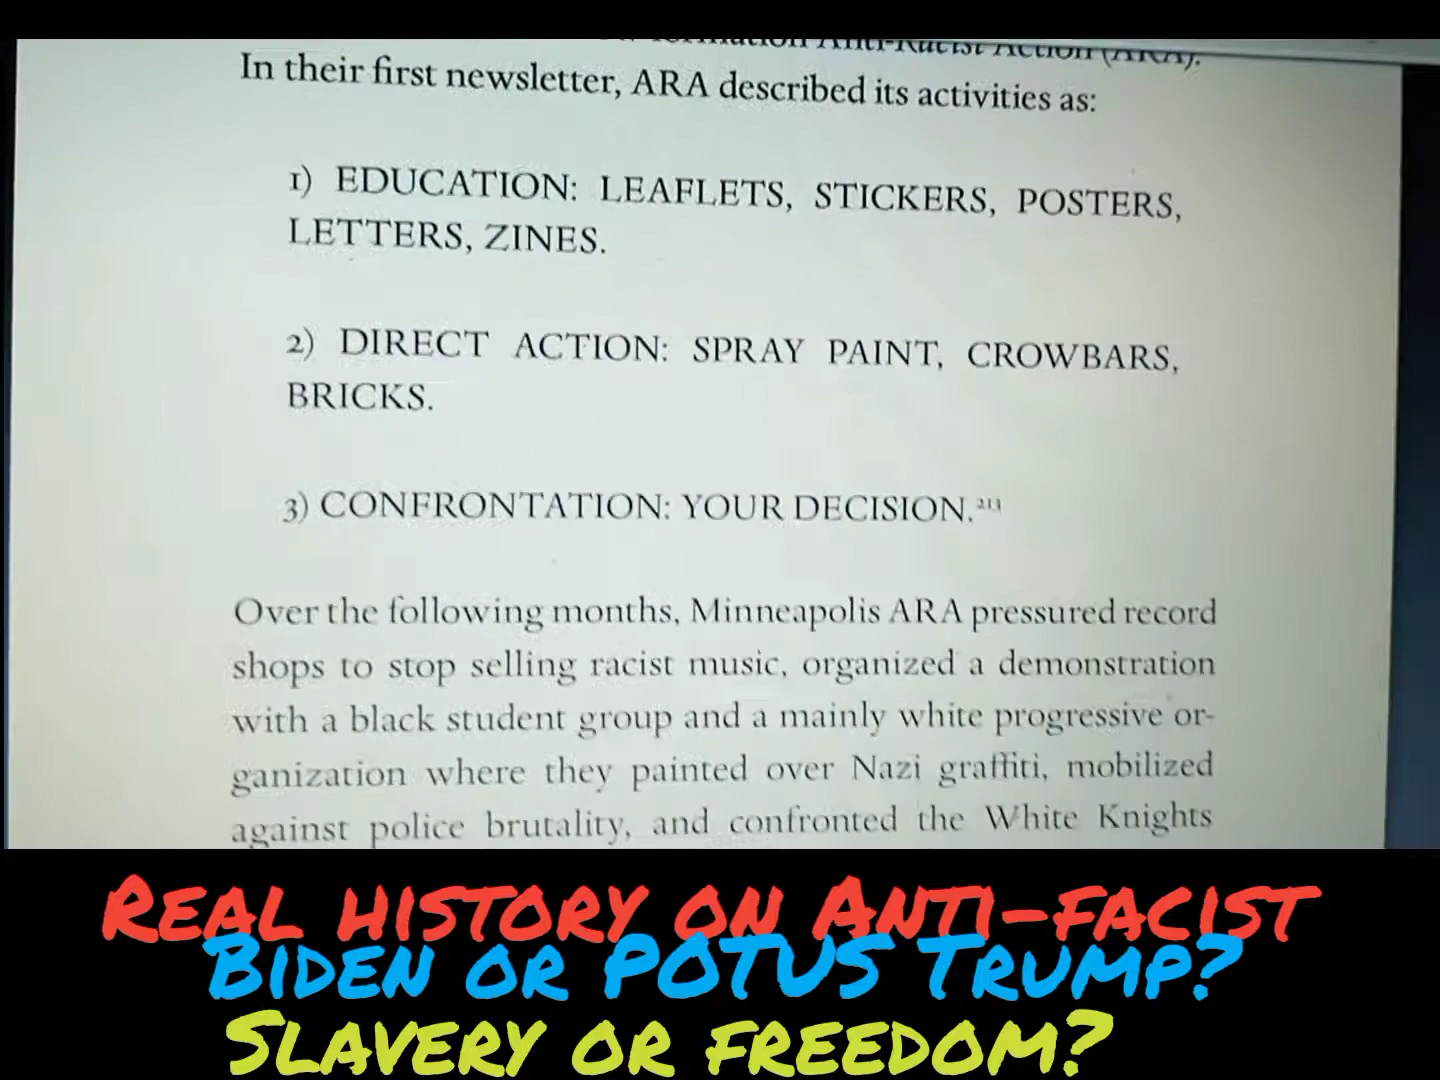 Anti-Racist Action (ARA).
In their first newsletter, ARA described its activities as:
1) EDUCATION: LEAFLETS, STICKERS, POSTERS,
LETTERS, ZINES.
2) DIRECT ACTION: SPRAY PAINT, CROWBARS,
BRICKS.
3) CONFRONTATION: YOUR DECISION.
Over the following months, Minneapolis ARA pressured record
shops to stop selling racist music, organized a demonstration
with a black student group and a mainly white progressive or-
ganization where they painted over Nazi graffiti, mobilized
against police brutality, and confronted the White Knights
REAL HISTORY ON ANTI-FACIST
BIDEN OR POTUS TRUMP?
SLAVERY OR FREEDOM?